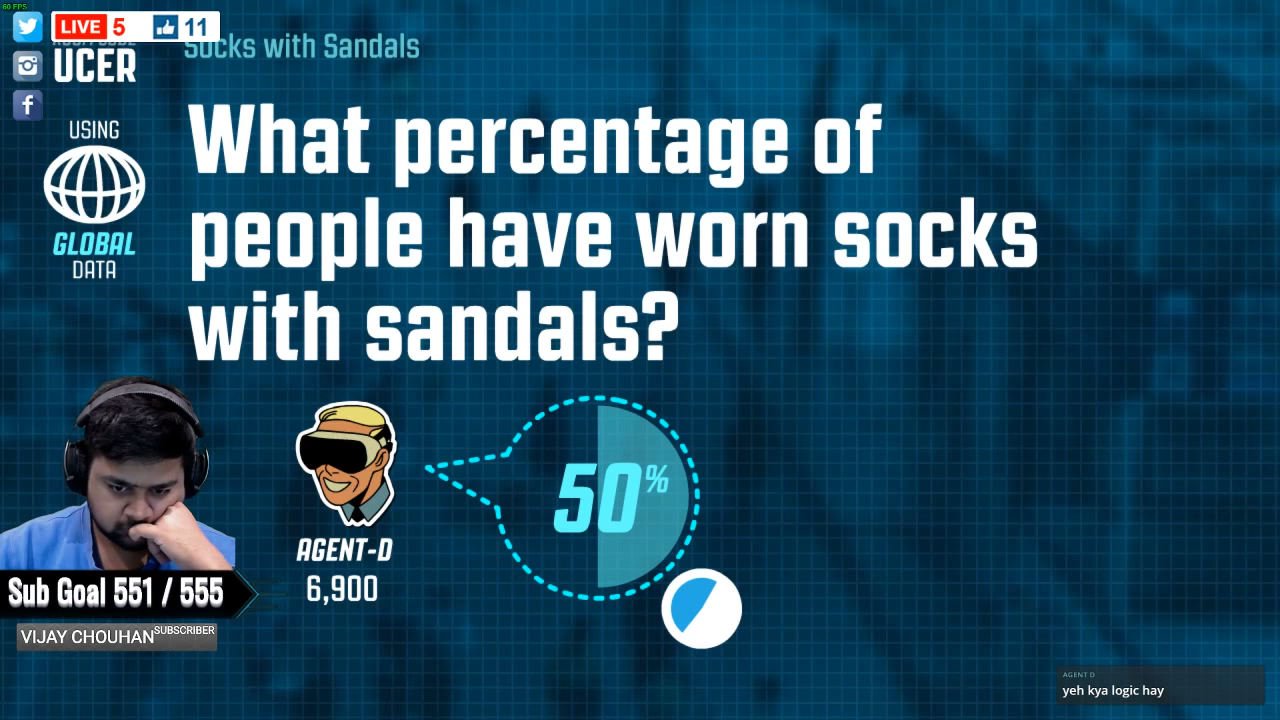 60 FPS
LIVE 5 11
UCER
Socks with Sandals
USING
GLOBAL
DATA
What percentage of
people have worn socks
with sandals?
50%
AGENT-D
6,900
Sub Goal 551 / 555
VIJAY CHOUHAN SUBSCRIBER
AGENT D
yeh kya logic hay